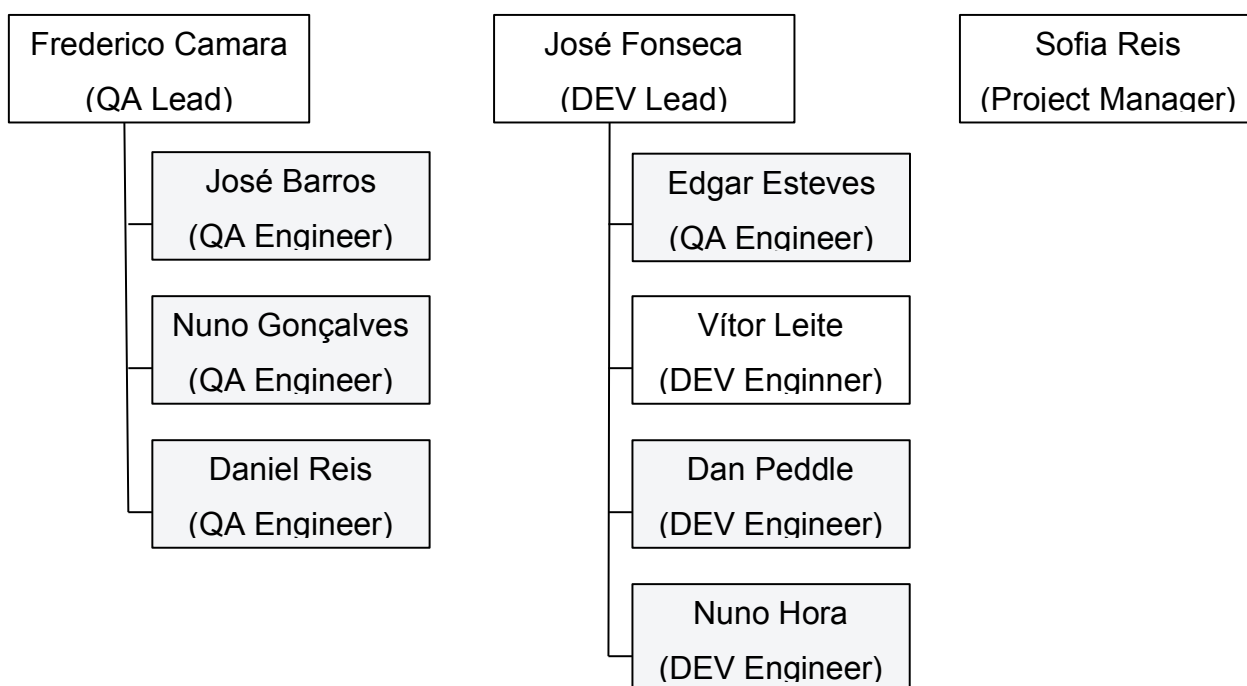 Frederico Camara
(QA Lead)
José Barros
(QA Engineer)
Nuno Gonçalves
(QA Engineer)
Daniel Reis
(QA Engineer)
José Fonseca
(DEV Lead)
Edgar Esteves
(QA Engineer)
Vítor Leite
(DEV Enginner)
Dan Peddle
(DEV Engineer)
Nuno Hora
(DEV Engineer)
Sofia Reis
(Project Manager)